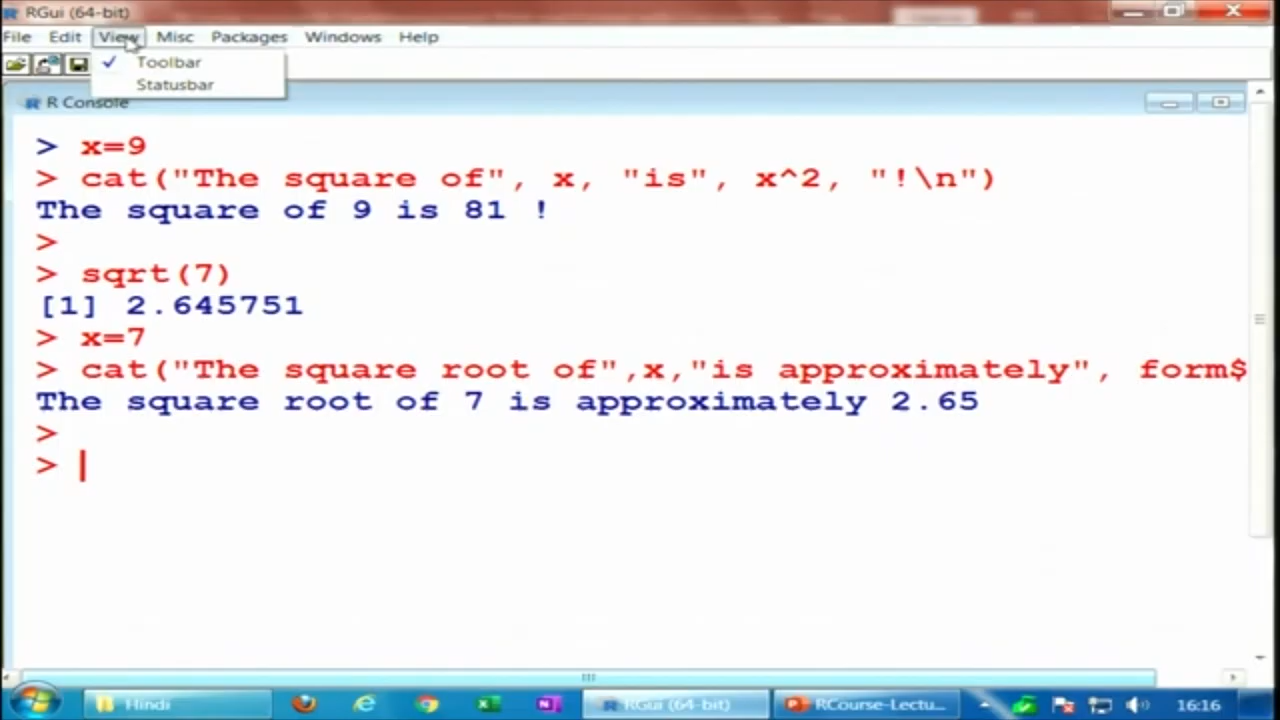 RGui (64-bit)
File Edit View Misc Packages Windows Help
Toolbar
Statusbar
R Console
> x=9
> cat("The square of", x, "is", x^2, "!\n")
The square of 9 is 81 !
>
> sqrt(7)
[1] 2.645751
> x=7
> cat("The square root of",x,"is approximately", form$
The square root of 7 is approximately 2.65
>
>
Hindi RGui (64-bit) RCourse-Lectu... 16:16